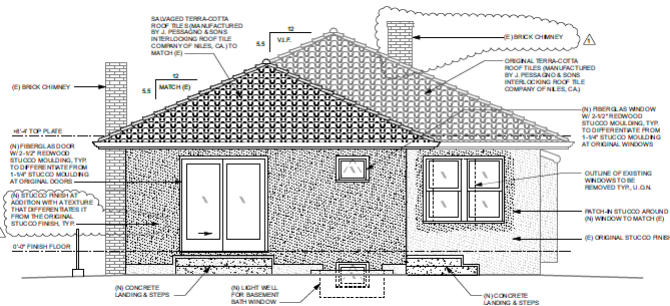 SALVAGED TERRA-COTTA
ROOF TILES (MANUFACTURED
BY J. PESSAGNO & SONS
INTERLOCKING ROOF TILE
COMPANY OF NILES, CA.) TO
MATCH (E)
12
5.5
V.I.F.
(E) BRICK CHIMNEY
1
ORIGINAL TERRA-COTTA
ROOF TILES (MANUFACTURED
BY J. PESSAGNO & SONS
INTERLOCKING ROOF TILE
COMPANY OF NILES, CA.)
(E) BRICK CHIMNEY
12
5.5
MATCH (E)
+8'-4" TOP PLATE
(N) FIBERGLASS DOOR
W/ 2-1/2" REDWOOD
STUCCO MOULDING, TYP.
TO DIFFERENTIATE FROM
1-1/4" STUCCO MOULDING
AT ORIGINAL DOORS
(N) STUCCO FINISH AT
ADDITION WITH A TEXTURE
THAT DIFFERENTIATES IT
FROM THE ORIGINAL
STUCCO FINISH, TYP.
0'-0" FINISH FLOOR
(N) FIBERGLASS WINDOW
W/ 2-1/2" REDWOOD
STUCCO MOULDING, TYP.
TO DIFFERENTIATE FROM
1-1/4" STUCCO MOULDING
AT ORIGINAL WINDOWS
OUTLINE OF EXISTING
WINDOWS TO BE
REMOVED TYP., U.O.N.
PATCH-IN STUCCO AROUND
(N) WINDOW TO MATCH (E)
(E) ORIGINAL STUCCO FINISH
(N) CONCRETE
LANDING & STEPS
(N) LIGHT WELL
FOR BASEMENT
BATH WINDOW
(N) CONCRETE
LANDING & STEPS